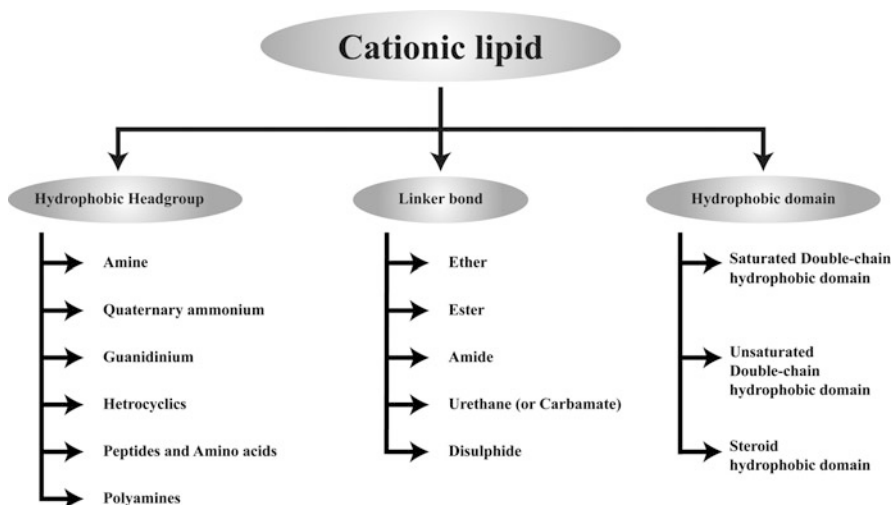 Cationic lipid
Hydrophobic Headgroup
Amine
Quaternary ammonium
Guanidinium
Hetrocyclics
Peptides and Amino acids
Polyamines
Linker bond
Ether
Ester
Amide
Urethane (or Carbamate)
Disulphide
Hydrophobic domain
Saturated Double-chain
hydrophobic domain
Unsaturated
Double-chain
hydrophobic domain
Steroid
hydrophobic domain